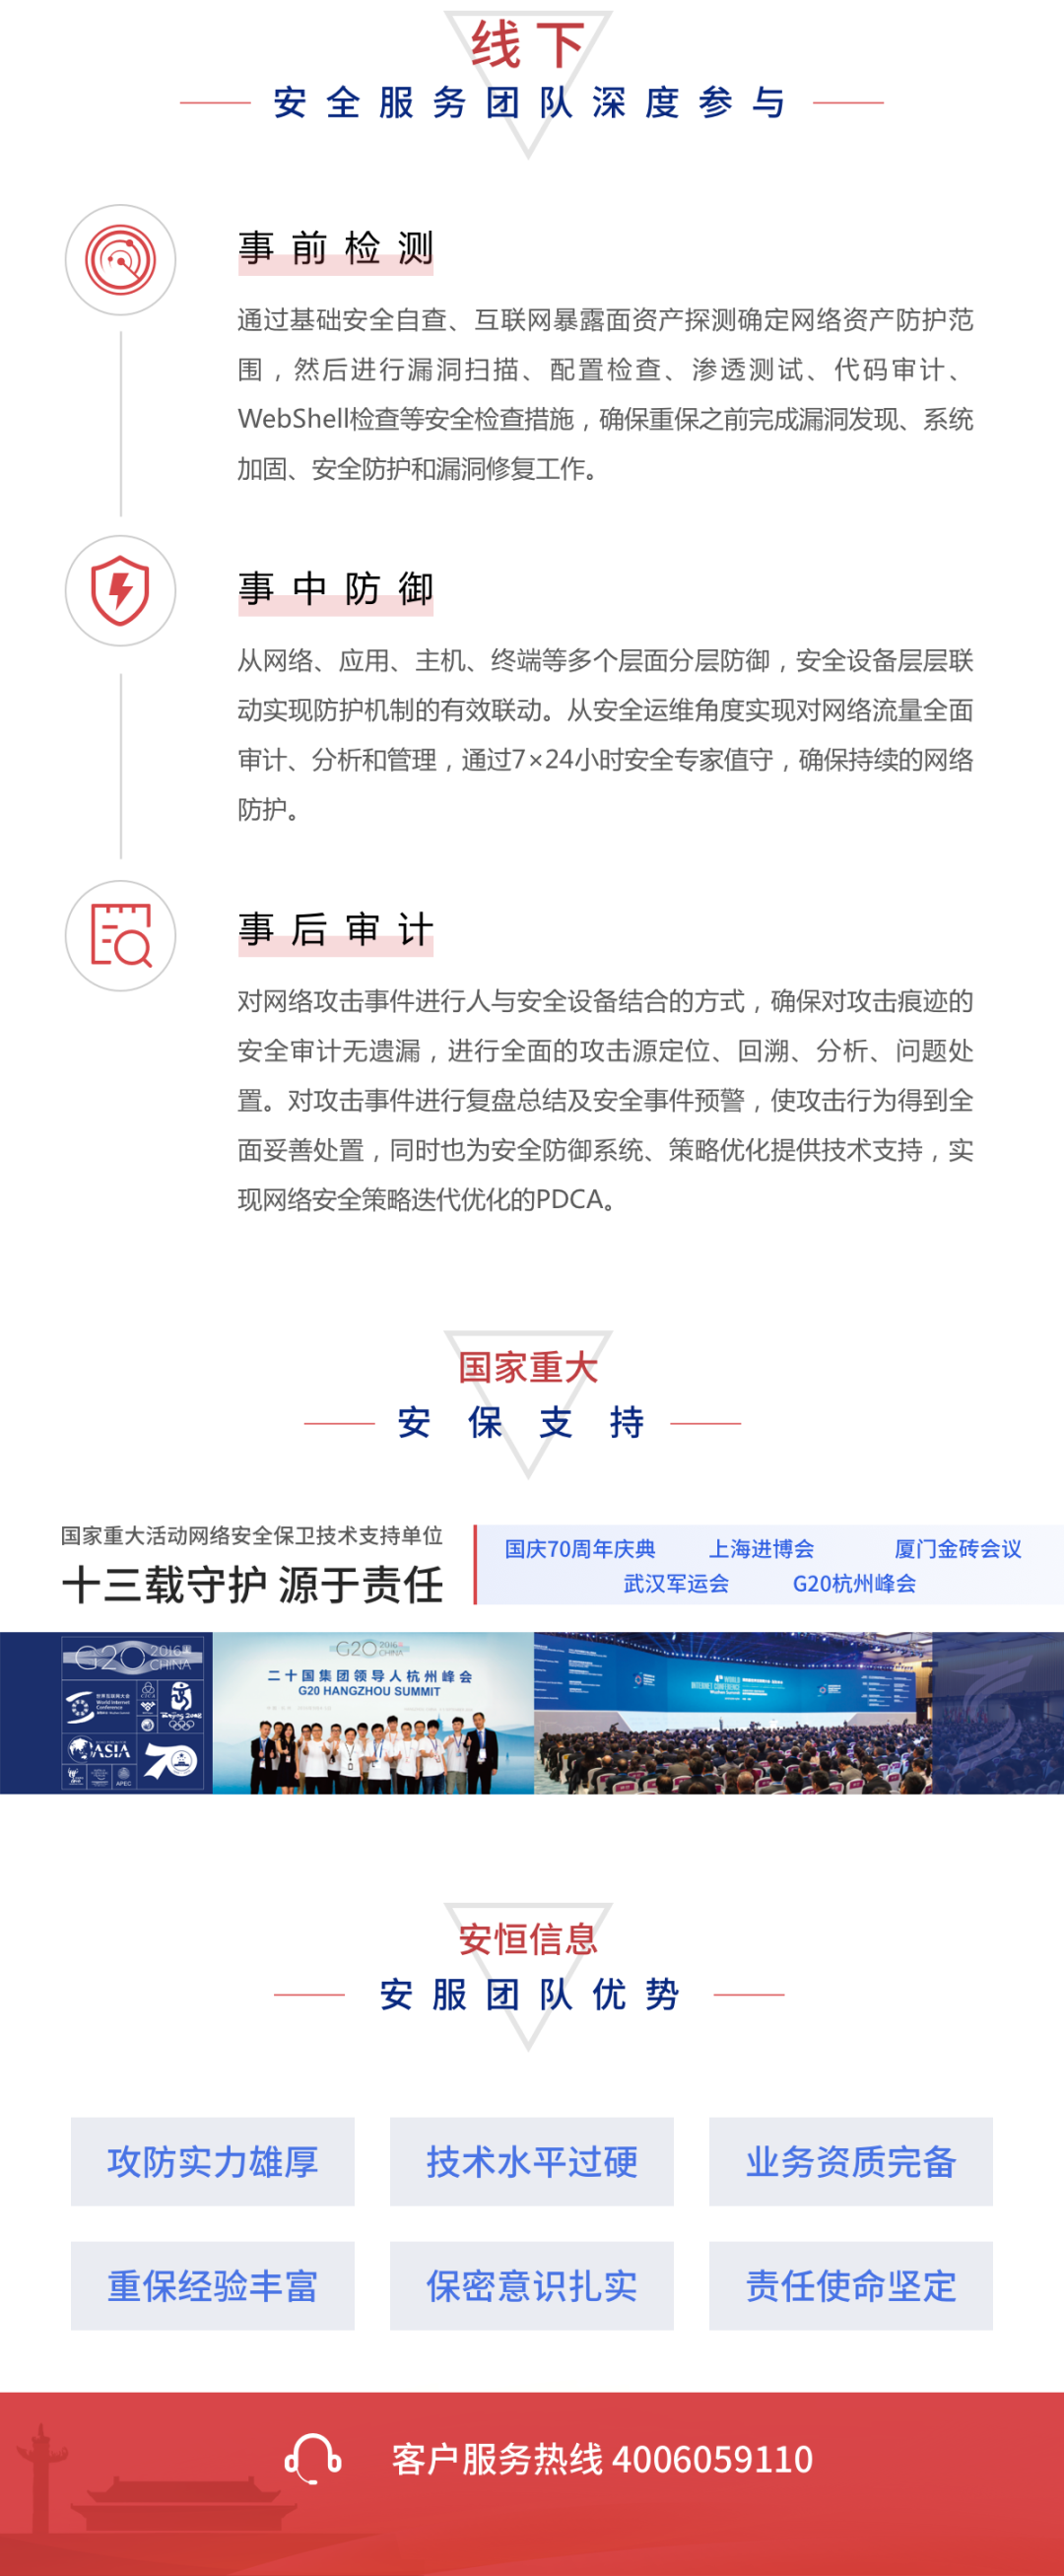 线下
安全服务团队深度参与
事前检测
通过基础安全自查、互联网暴露面资产探测确定网络资产防护范
围，然后进行漏洞扫描、配置检查、渗透测试、代码审计、
WebShell检查等安全检查措施，确保重保之前完成漏洞发现、系统
加固、安全防护和漏洞修复工作。
事中防御
从网络、应用、主机、终端等多个层面分层防御，安全设备层层联
动实现防护机制的有效联动。从安全运维角度实现对网络流量全面
审计、分析和管理，通过7×24小时安全专家值守，确保持续的网络
防护。
事后审计
对网络攻击事件进行人与安全设备结合的方式，确保对攻击痕迹的
安全审计无遗漏，进行全面的攻击源定位、回溯、分析、问题处
置。对攻击事件进行复盘总结及安全事件预警，使攻击行为得到全
面妥善处置，同时也为安全防御系统、策略优化提供技术支持，实
现网络安全策略迭代优化的PDCA。
国家重大
安保支持
国家重大活动网络安全保卫技术支持单位
十三载守护 源于责任
国庆70周年庆典 上海进博会 厦门金砖会议
武汉军运会 G20杭州峰会
G20 2016 CHINA
世界互联网大会
World Internet
Conference
Beijing 2008
ASIA
70
APEC
G20 2016 CHINA
二十国集团领导人杭州峰会
G20 HANGZHOU SUMMIT
4th WORLD
INTERNET CONFERENCE
安恒信息
安服团队优势
攻防实力雄厚 技术水平过硬 业务资质完备
重保经验丰富 保密意识扎实 责任使命坚定
客户服务热线 4006059110